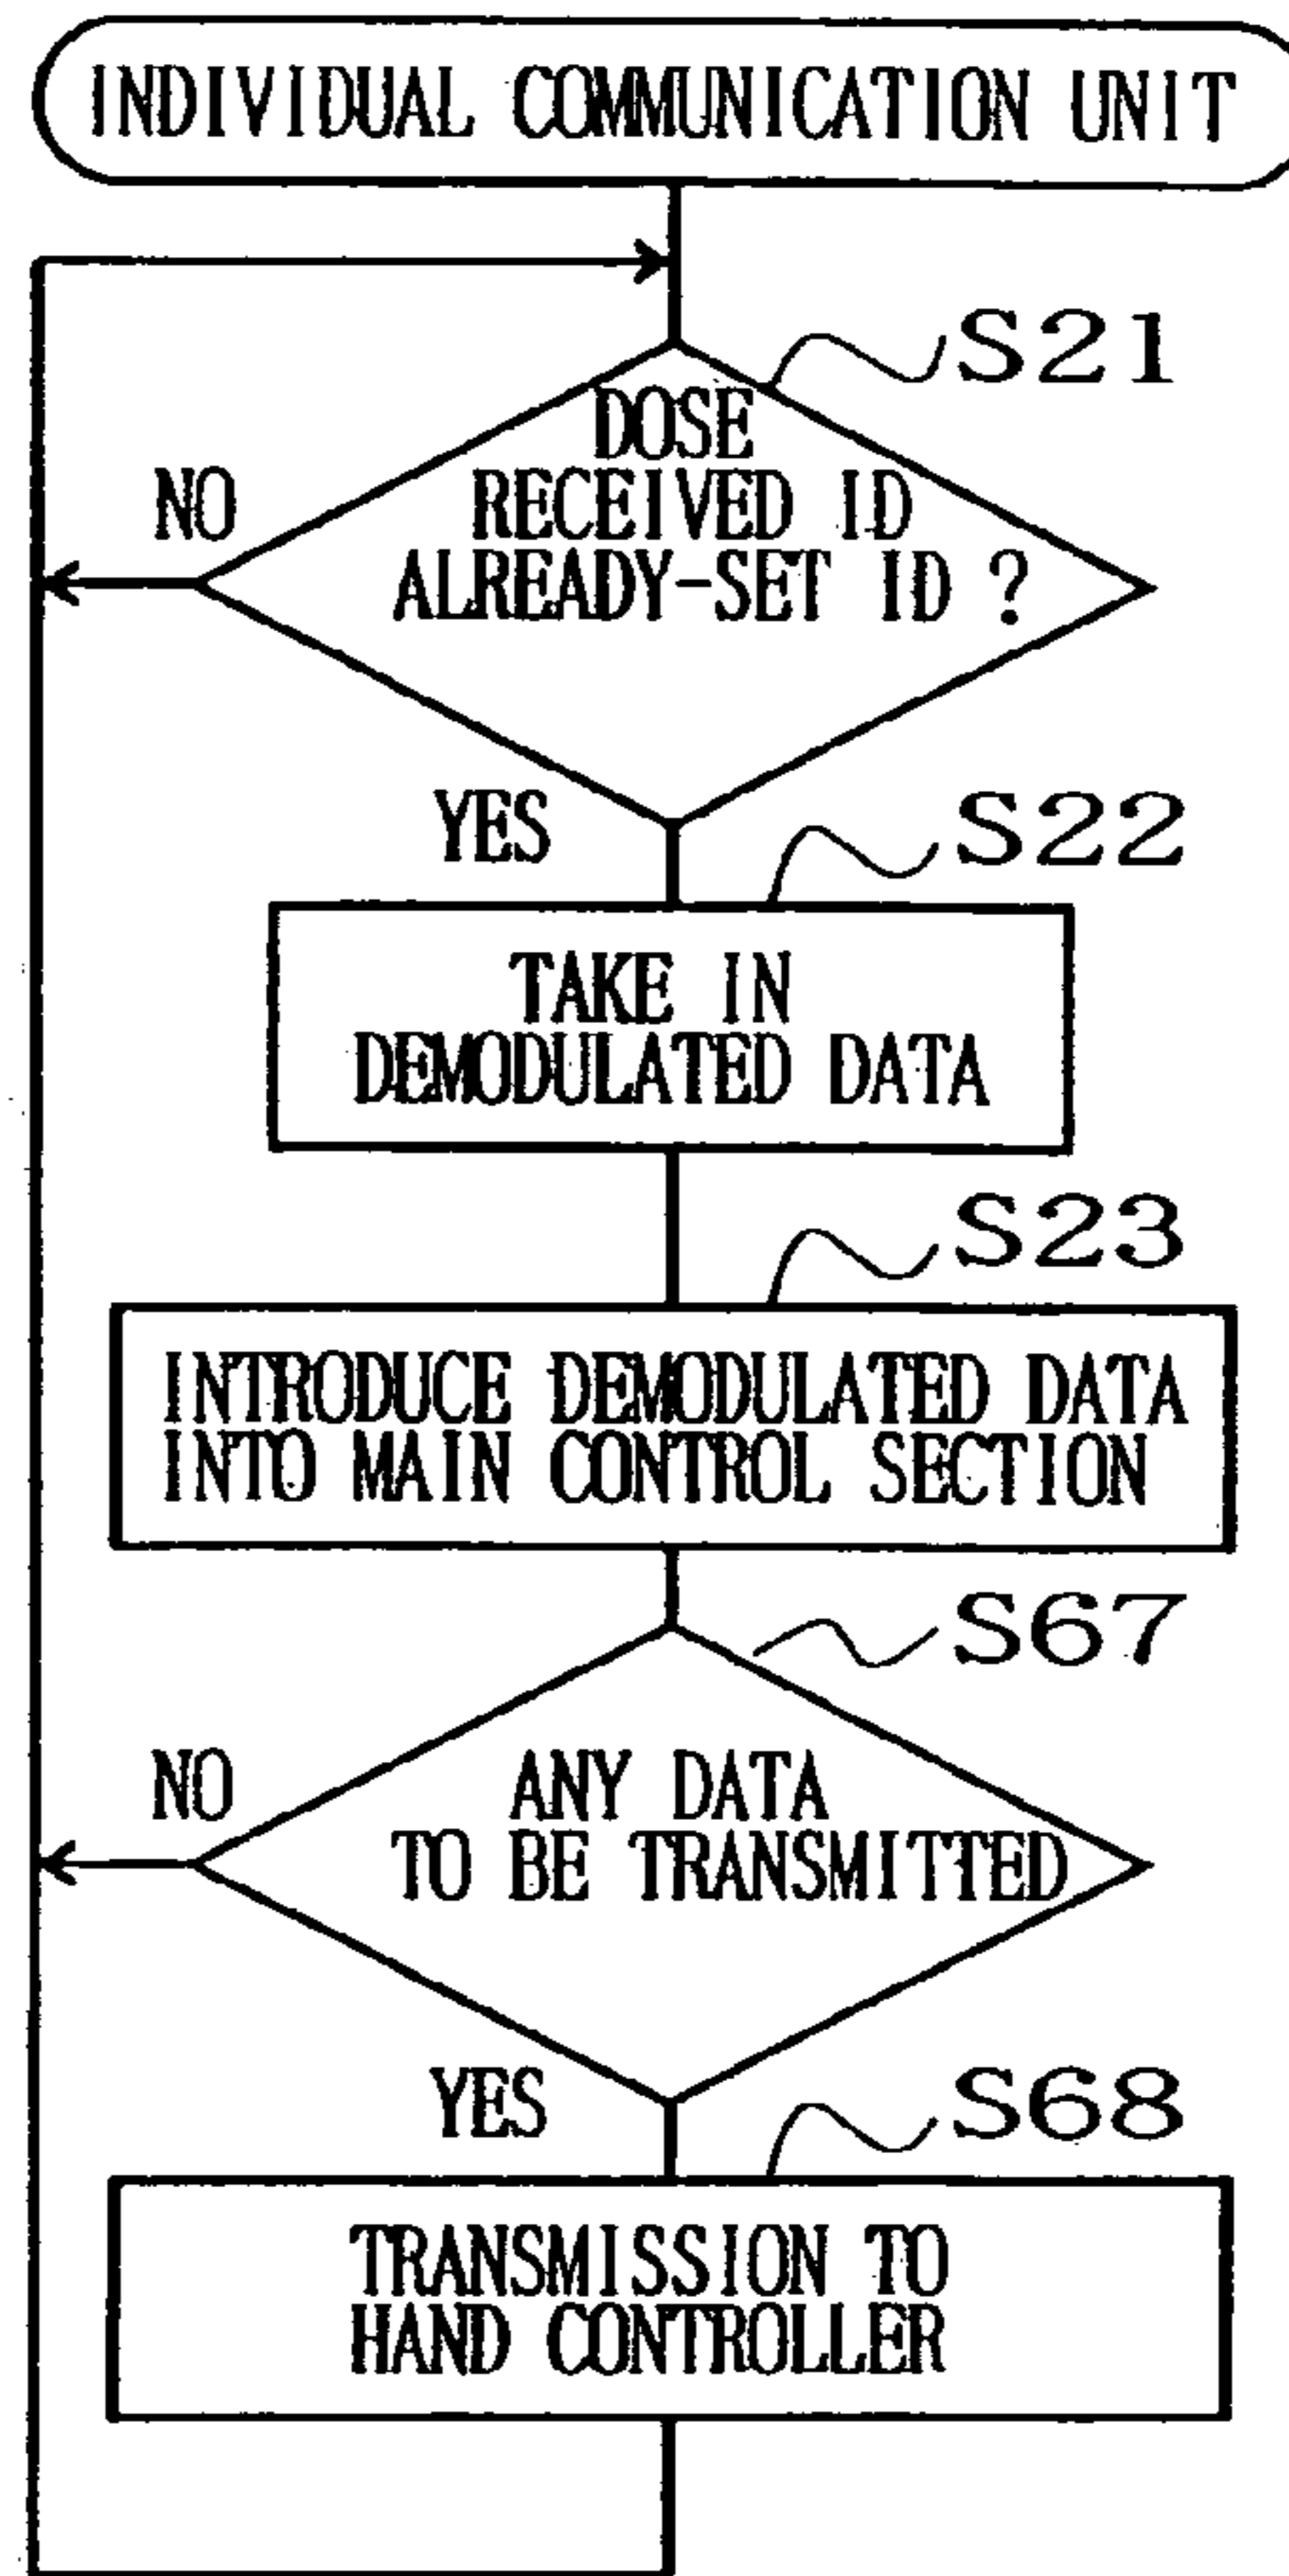 INDIVIDUAL COMMUNICATION UNIT
S21
DOSE
RECEIVED ID
ALREADY-SET ID ?
NO
YES
S22
TAKE IN
DEMODULATED DATA
S23
INTRODUCE DEMODULATED DATA
INTO MAIN CONTROL SECTION
S67
ANY DATA
TO BE TRANSMITTED
NO
YES
S68
TRANSMISSION TO
HAND CONTROLLER